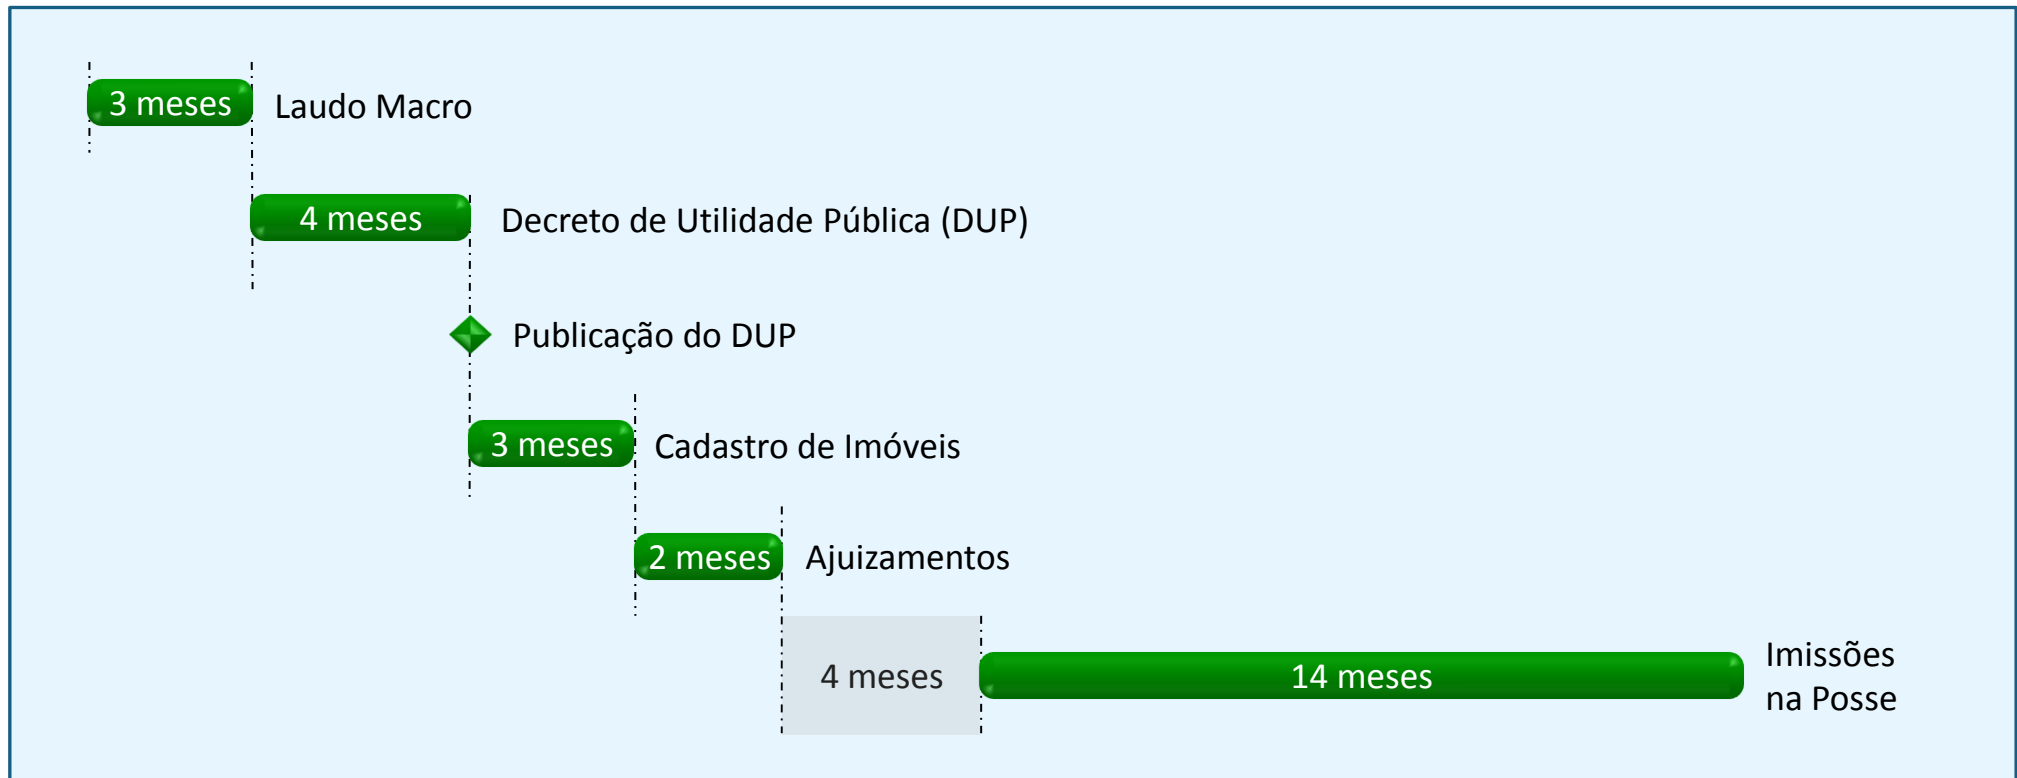 3 meses
Laudo Macro
4 meses
Decreto de Utilidade Pública (DUP)
Publicação do DUP
3 meses
Cadastro de Imóveis
2 meses
Ajuizamentos
4 meses
14 meses
Imissões
na Posse